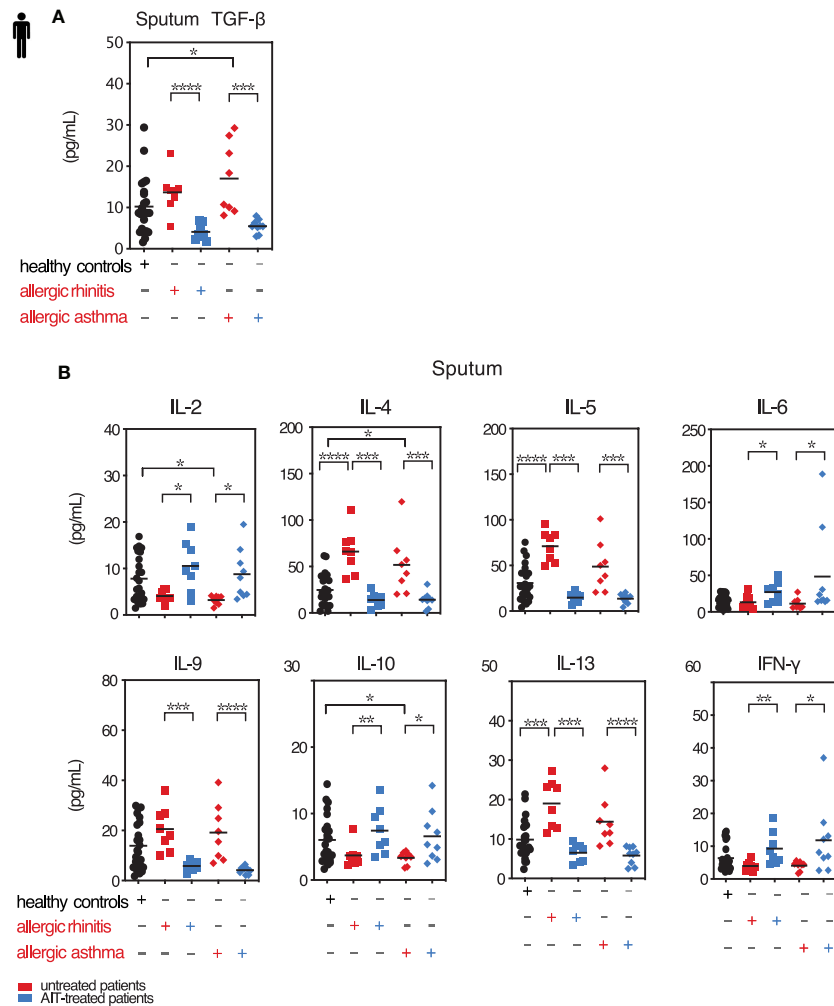 A
Sputum TGF-β
*
**** ***
50
40
30
20
10
0
(pg/mL)
healthy controls + – – – –
allergic rhinitis – + + – –
allergic asthma – – – + +
B
Sputum
IL-2 IL-4 IL-5 IL-6
40 200 200 250
30 150 150 200
20 100 100 150
10 50 50 100
0 0 0 50
0
(pg/mL)
*
* *
*
**** *** ***
**** *** ***
* *
IL-9 IL-10 IL-13 IFN-γ
80 30 50 60
60 20 40 50
40 10 30 40
20 0 20 30
0 10 20
0 10
0
(pg/mL)
*** ****
*
** *
*** *** ****
** *
healthy controls + – – – – + – – – – + – – – –
allergic rhinitis – + + – – – + + – – – + + – –
allergic asthma – – – + + – – – + + – – – + +
untreated patients
AIT-treated patients